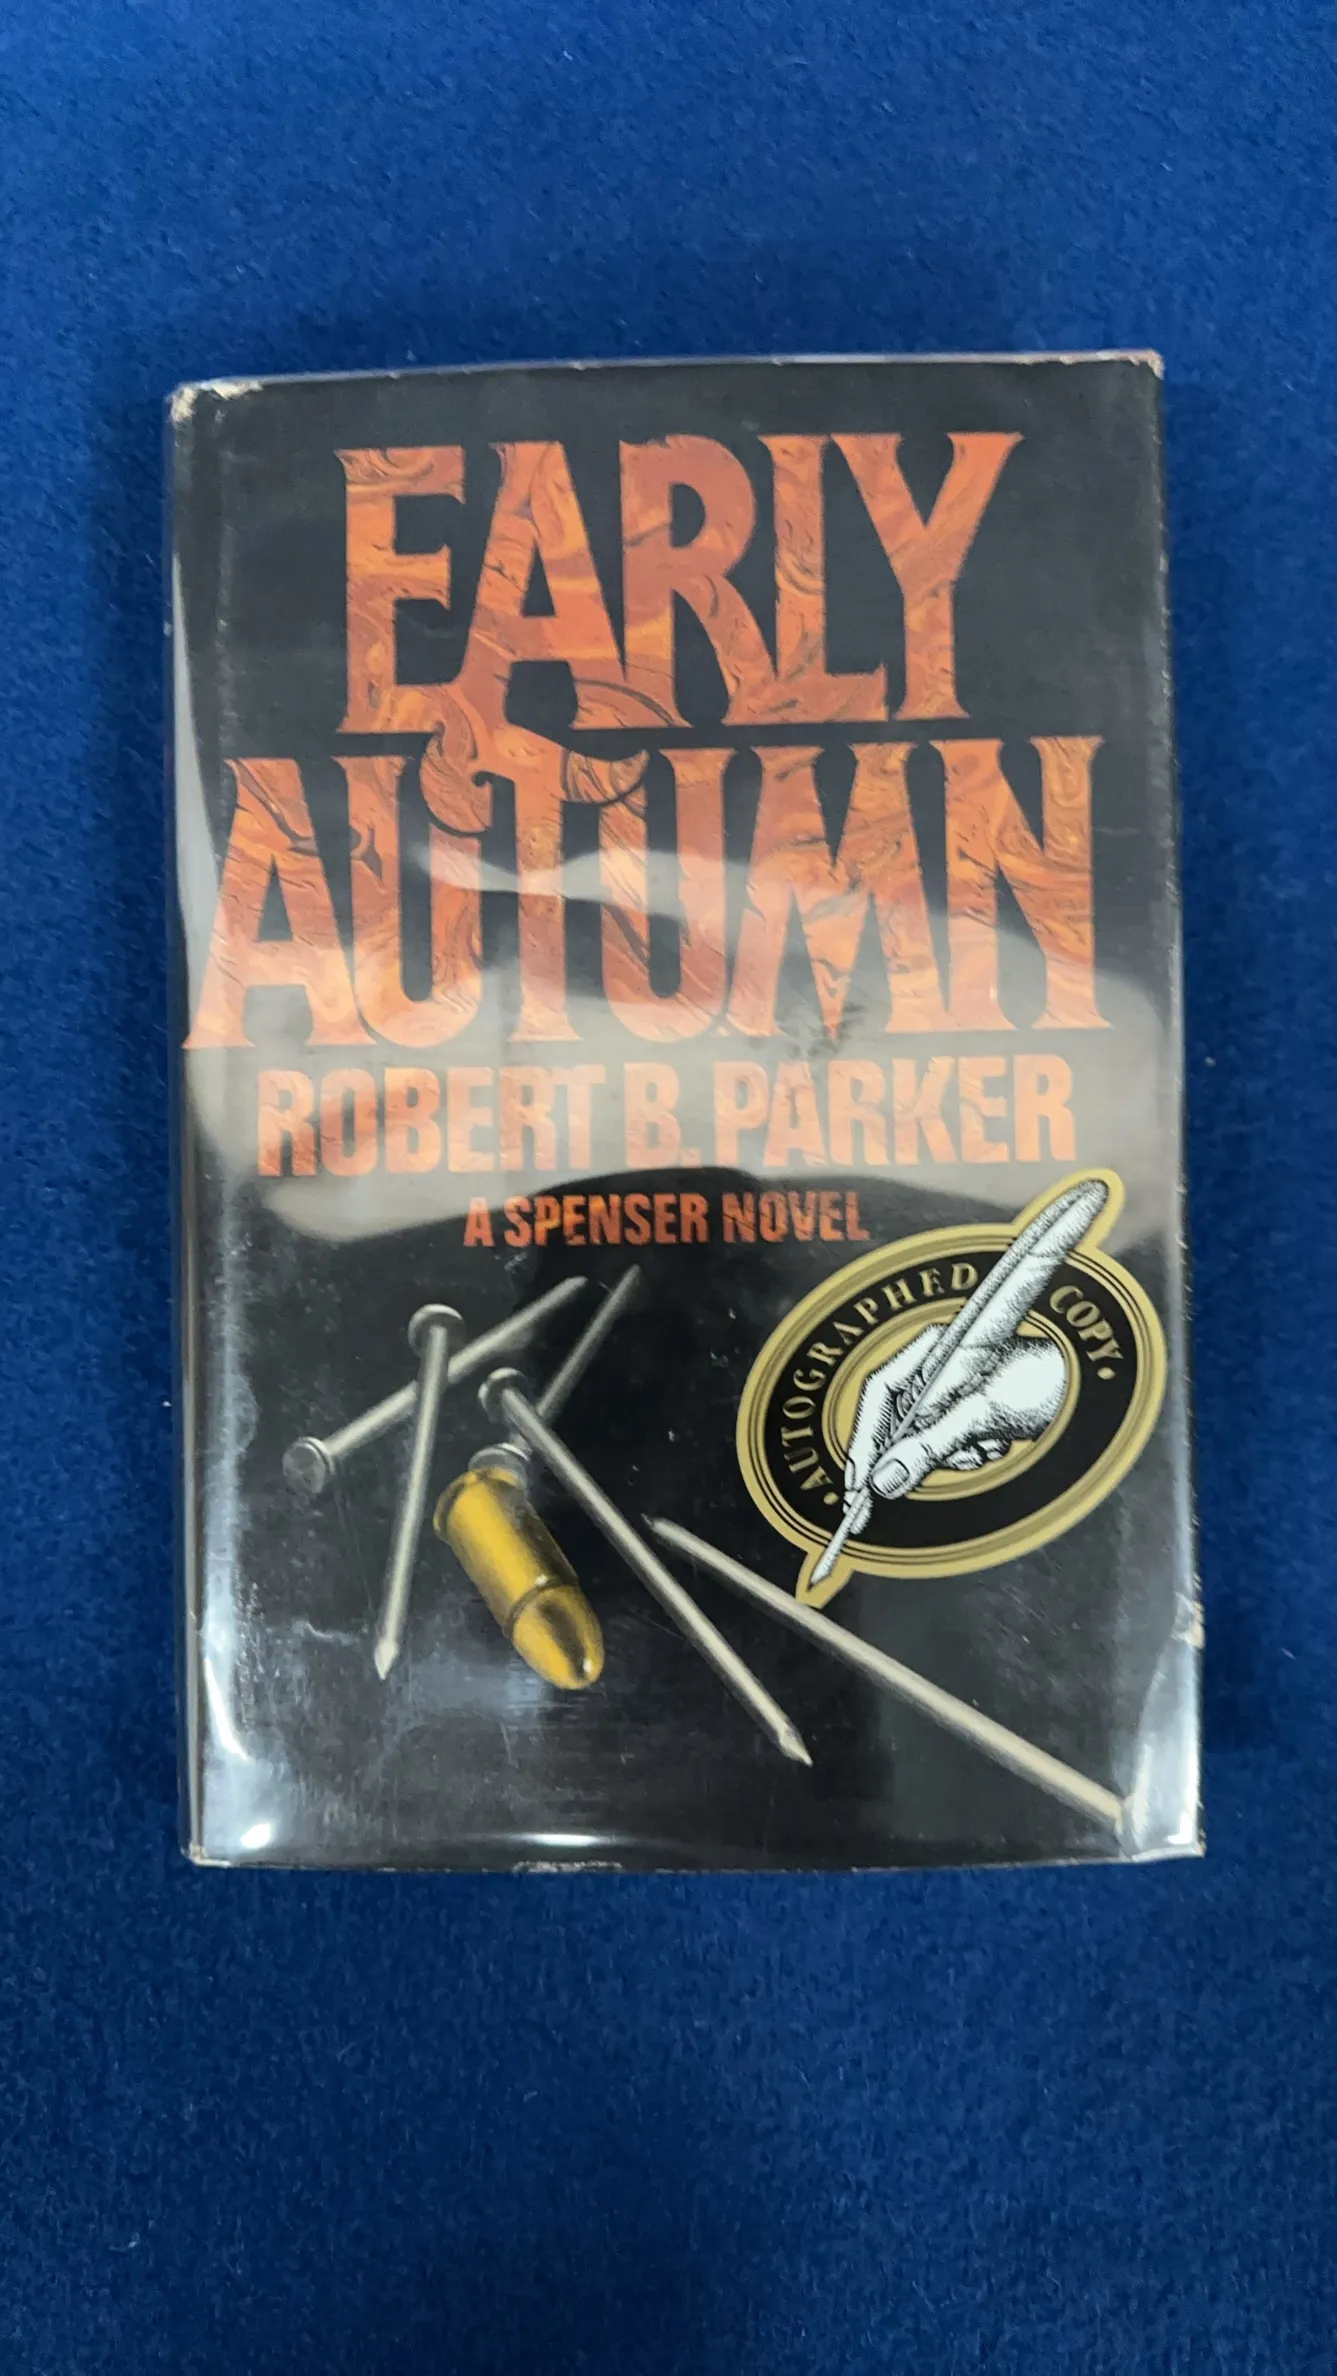 EARLY
AUTUMN
ROBERT B. PARKER
A SPENSER NOVEL
• AUTOGRAPHED COPY •